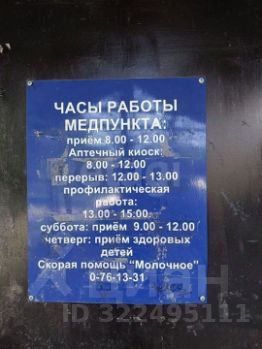 ЧАСЫ РАБОТЫ
МЕДПУНКТА:
приём 8.00 - 12.00
Аптечный киоск:
8.00 - 12.00
перерыв: 12.00 - 13.00
профилактическая
работа:
13.00 - 15.00.
суббота: приём 9.00 - 12.00
четверг: приём здоровых
детей
Скорая помощь "Молочное"
0-76-13-31
ЦИАН
ID 322495111